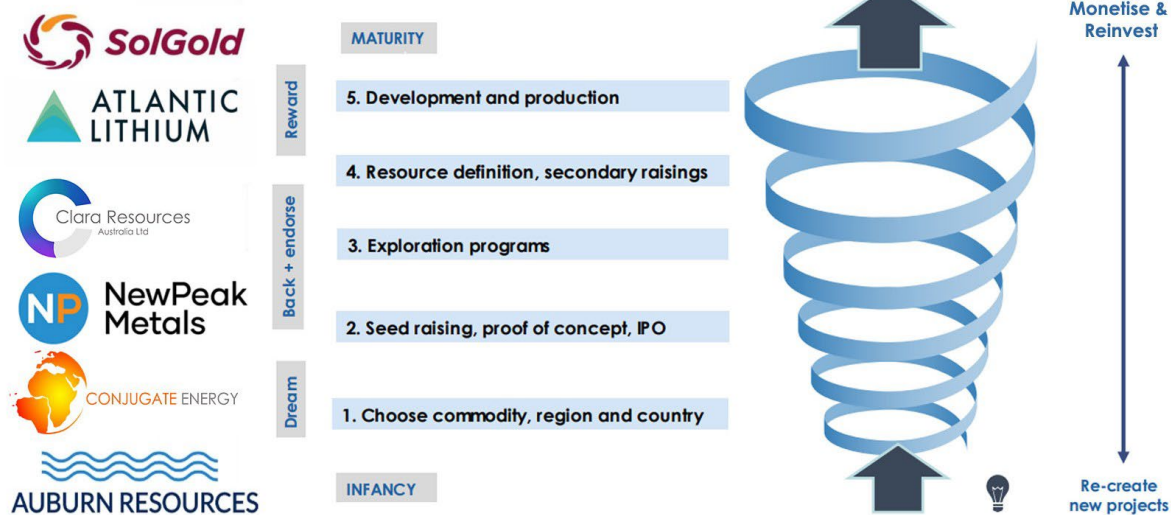 SolGold
ATLANTIC
LITHIUM
Clara Resources
Australia Ltd
NP
NewPeak
Metals
CONJUGATE ENERGY
AUBURN RESOURCES
Reward
Back + endorse
Dream
MATURITY
5. Development and production
4. Resource definition, secondary raisings
3. Exploration programs
2. Seed raising, proof of concept, IPO
1. Choose commodity, region and country
INFANCY
Monetise &
Reinvest
Re-create
new projects